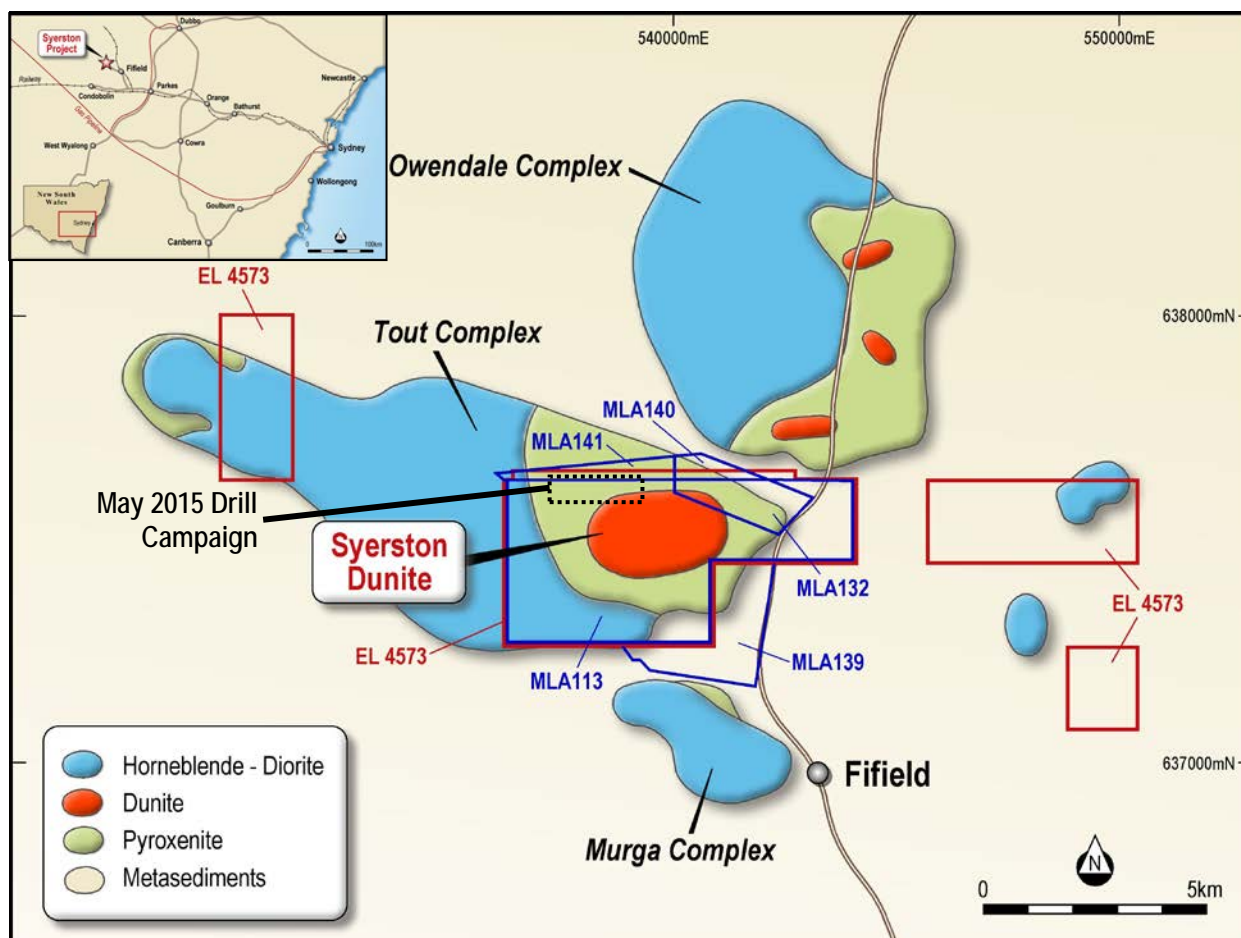 540000mE
550000mE
Syerston
Project
Dubbo
Fifield
Newcastle
Railway
Condobolin
Parkes
Orange
Bathurst
Gas Pipeline
Cowra
West Wyalong
Sydney
Wollongong
New South
Wales
Sydney
Goulburn
Canberra
N
0
100km
Owendale Complex
EL 4573
638000mN
Tout Complex
MLA140
MLA141
May 2015 Drill
Campaign
Syerston
Dunite
MLA132
EL 4573
EL 4573
MLA113
MLA139
Horneblende - Diorite
Dunite
Pyroxenite
Metasediments
637000mN
Fifield
Murga Complex
N
0
5km